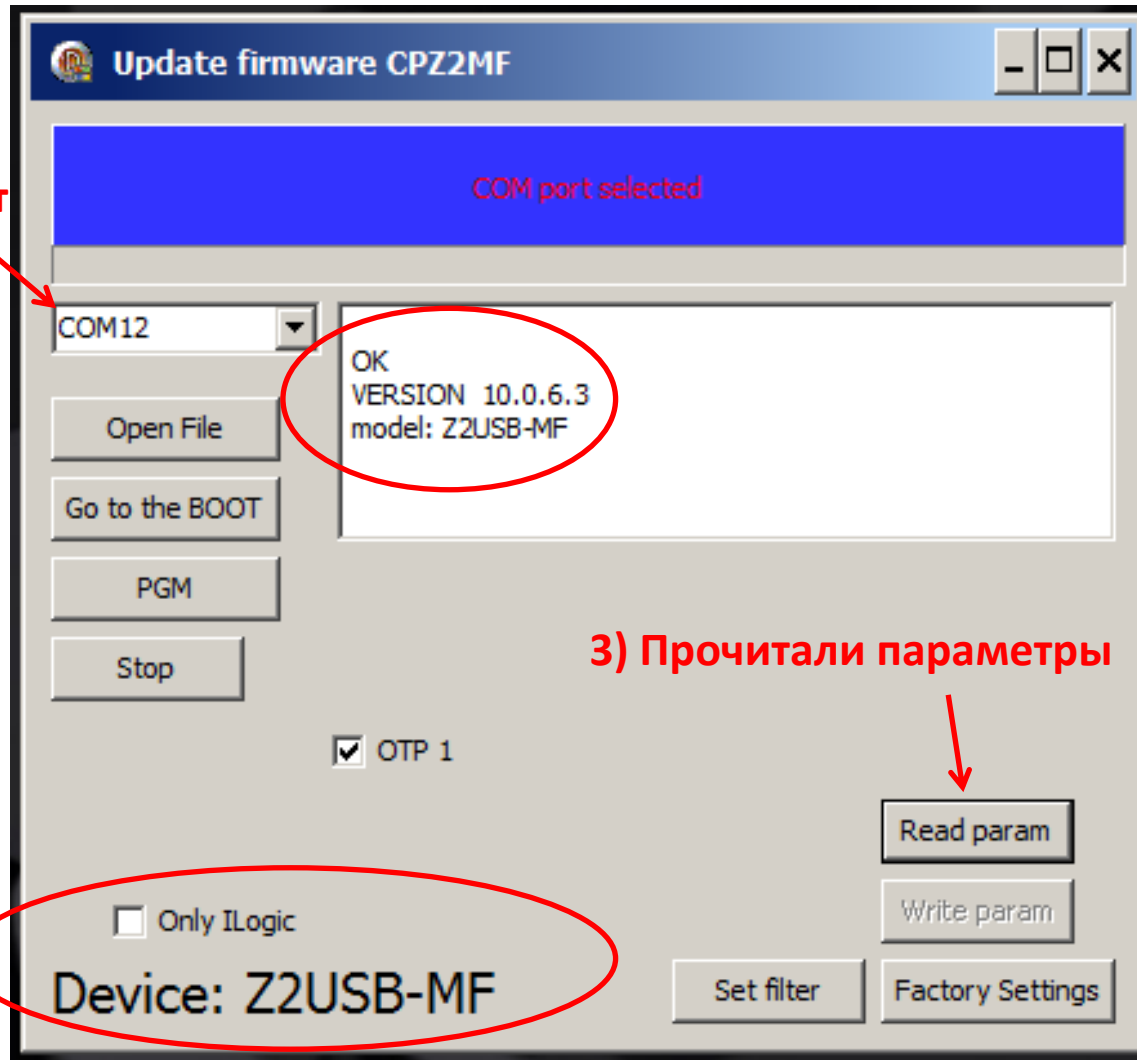 Update firmware CPZ2MF
COM port selected
т
COM12
OK
VERSION 10.0.6.3
model: Z2USB-MF
Open File
Go to the BOOT
PGM
Stop
3) Прочитали параметры
OTP 1
Read param
Only ILogic
Write param
Device: Z2USB-MF
Set filter
Factory Settings